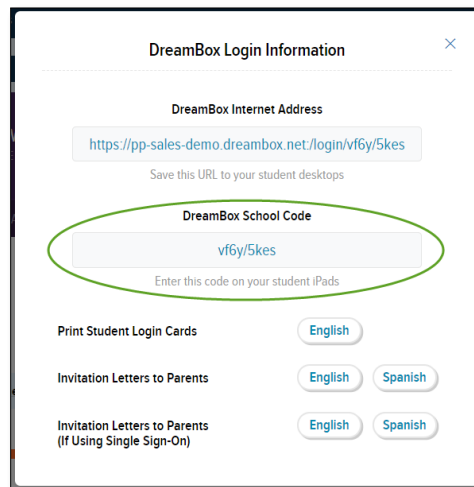 DreamBox Login Information
DreamBox Internet Address
https://pp-sales-demo.dreambox.net:/login/vf6y/5kes
Save this URL to your student desktops
DreamBox School Code
vf6y/5kes
Enter this code on your student iPads
Print Student Login Cards English
Invitation Letters to Parents English Spanish
Invitation Letters to Parents English Spanish
(If Using Single Sign-On)